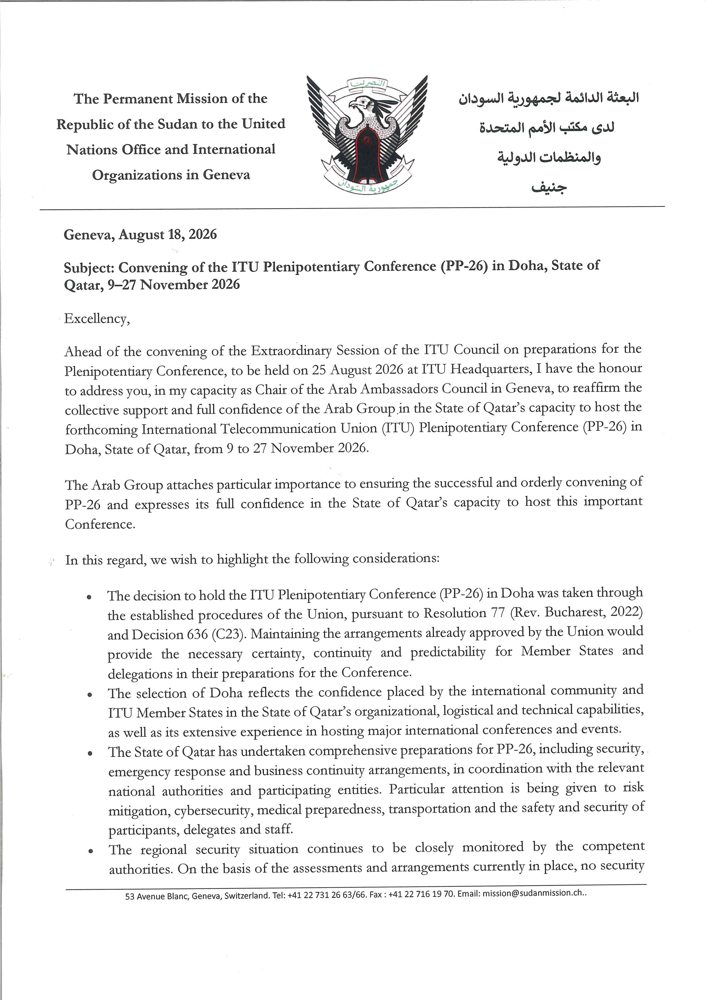 The Permanent Mission of the
Republic of the Sudan to the United
Nations Office and International
Organizations in Geneva
النصر لنا
جمهورية السودان
البعثة الدائمة لجمهورية السودان
لدى مكتب الأمم المتحدة
والمنظمات الدولية
جنيف
Geneva, August 18, 2026
Subject: Convening of the ITU Plenipotentiary Conference (PP-26) in Doha, State of
Qatar, 9–27 November 2026
Excellency,
Ahead of the convening of the Extraordinary Session of the ITU Council on preparations for the
Plenipotentiary Conference, to be held on 25 August 2026 at ITU Headquarters, I have the honour
to address you, in my capacity as Chair of the Arab Ambassadors Council in Geneva, to reaffirm the
collective support and full confidence of the Arab Group in the State of Qatar’s capacity to host the
forthcoming International Telecommunication Union (ITU) Plenipotentiary Conference (PP-26) in
Doha, State of Qatar, from 9 to 27 November 2026.
The Arab Group attaches particular importance to ensuring the successful and orderly convening of
PP-26 and expresses its full confidence in the State of Qatar’s capacity to host this important
Conference.
In this regard, we wish to highlight the following considerations:
• The decision to hold the ITU Plenipotentiary Conference (PP-26) in Doha was taken through
the established procedures of the Union, pursuant to Resolution 77 (Rev. Bucharest, 2022)
and Decision 636 (C23). Maintaining the arrangements already approved by the Union would
provide the necessary certainty, continuity and predictability for Member States and
delegations in their preparations for the Conference.
• The selection of Doha reflects the confidence placed by the international community and
ITU Member States in the State of Qatar’s organizational, logistical and technical capabilities,
as well as its extensive experience in hosting major international conferences and events.
• The State of Qatar has undertaken comprehensive preparations for PP-26, including security,
emergency response and business continuity arrangements, in coordination with the relevant
national authorities and participating entities. Particular attention is being given to risk
mitigation, cybersecurity, medical preparedness, transportation and the safety and security of
participants, delegates and staff.
• The regional security situation continues to be closely monitored by the competent
authorities. On the basis of the assessments and arrangements currently in place, no security
53 Avenue Blanc, Geneva, Switzerland. Tel: +41 22 731 26 63/66. Fax : +41 22 716 19 70. Email: mission@sudanmission.ch..